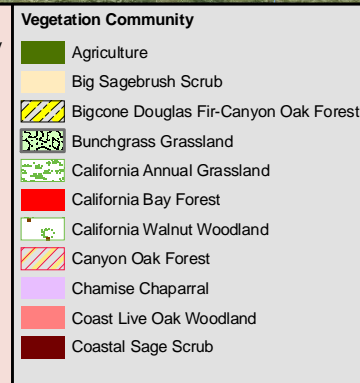 Vegetation Community
Agriculture
Big Sagebrush Scrub
Bigcone Douglas Fir-Canyon Oak Forest
Bunchgrass Grassland
California Annual Grassland
California Bay Forest
California Walnut Woodland
Canyon Oak Forest
Chamise Chaparral
Coast Live Oak Woodland
Coastal Sage Scrub